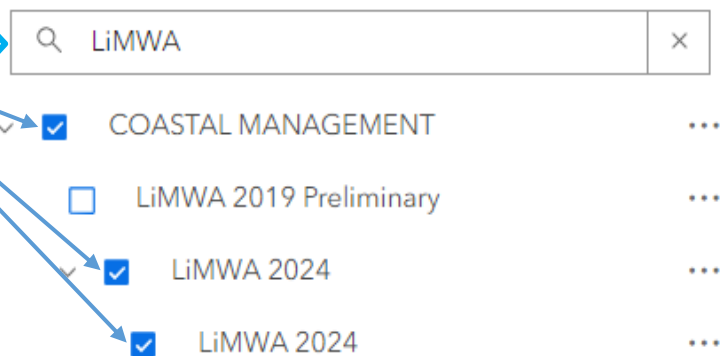 LiMWA
COASTAL MANAGEMENT
LiMWA 2019 Preliminary
LiMWA 2024
LiMWA 2024